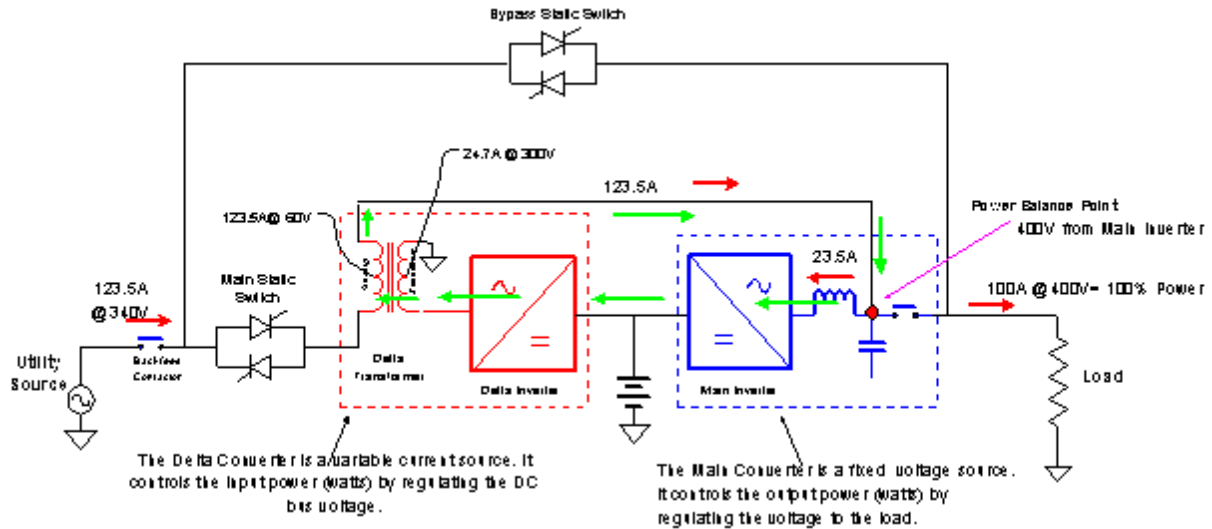 Bypass Static Switch
24.7A @ 300V
123.5A
123.5A@ 60V
Power Balance Point
400V from Main Inverter
23.5A
Main Static
Switch
123.5A
@ 340V
100A @ 400V= 100% Power
Utility
Source
Contactor
Delta
Transformer
Delta Inverter
Main Inverter
Load
The Delta Converter is a variable current source. It
controls the input power (watts) by regulating the DC
bus voltage.
The Main Converter is a fixed voltage source.
It controls the output power (watts) by
regulating the voltage to the load.